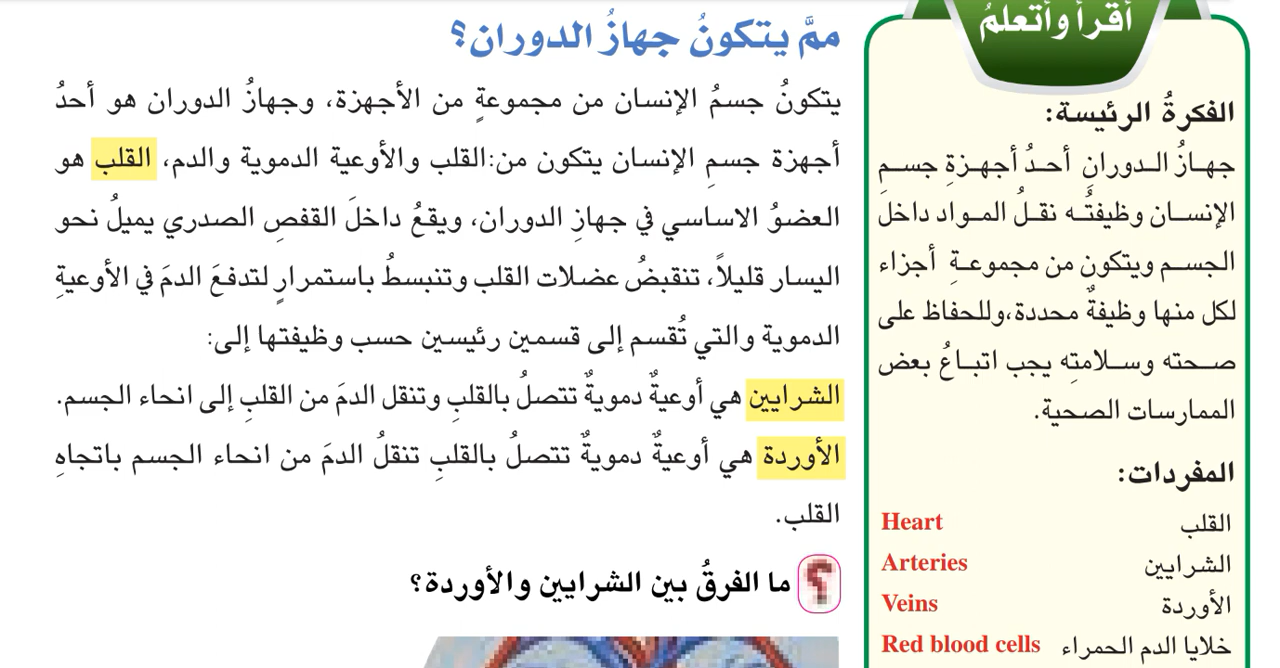 أقرأ وأتعلمُ
الفكرةُ الرئيسة:
جهازُ الدورانِ أحدُ أجهزةِ جسم
الإنسان وظيفتُه نقلُ المواد داخلَ
الجسم ويتكون من مجموعةِ أجزاء
لكل منها وظيفةٌ محددة،وللحفاظ على
صحته وسلامتِه يجب اتباعُ بعض
الممارسات الصحية.
المفردات:
القلب Heart
الشرايين Arteries
الأوردة Veins
خلايا الدم الحمراء Red blood cells
ممَّ يتكونُ جهازُ الدوران؟
يتكونُ جسمُ الإنسان من مجموعةٍ من الأجهزة، وجهازُ الدوران هو أحدُ
أجهزة جسمِ الإنسان يتكون من:القلب والأوعية الدموية والدم، القلب هو
العضوُ الاساسي في جهازِ الدوران، ويقعُ داخلَ القفصِ الصدري يميلُ نحو
اليسار قليلاً، تنقبضُ عضلات القلب وتنبسطُ باستمرارٍ لتدفعَ الدمَ في الأوعيةِ
الدموية والتي تُقسم إلى قسمين رئيسين حسب وظيفتها إلى:
الشرايين هي أوعيةٌ دمويةٌ تتصلُ بالقلبِ وتنقل الدمَ من القلبِ إلى انحاء الجسم.
الأوردة هي أوعيةٌ دمويةٌ تتصلُ بالقلبِ تنقلُ الدمَ من انحاء الجسم باتجاهِ
القلب.
؟ ما الفرقُ بين الشرايين والأوردة؟